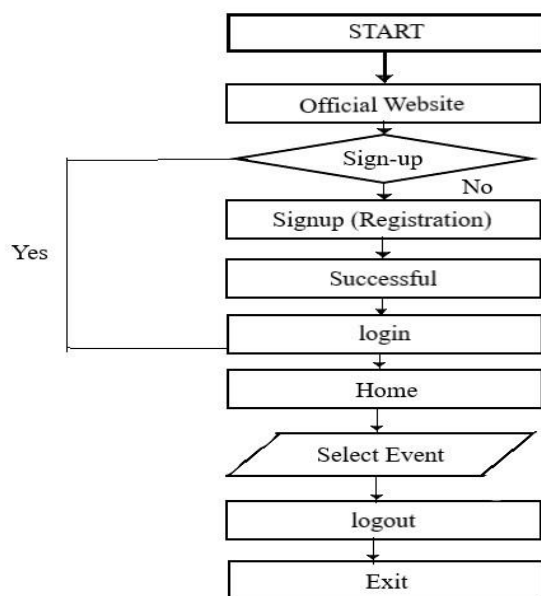 START
Official Website
Sign-up
No
Signup (Registration)
Yes
Successful
login
Home
Select Event
logout
Exit